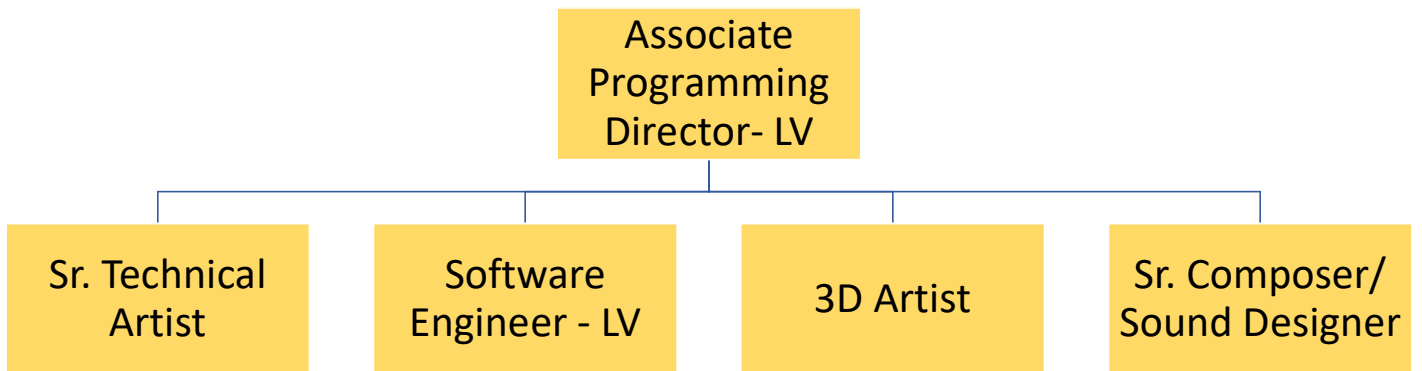 Associate
Programming
Director- LV
Sr. Technical
Artist
Software
Engineer - LV
3D Artist
Sr. Composer/
Sound Designer